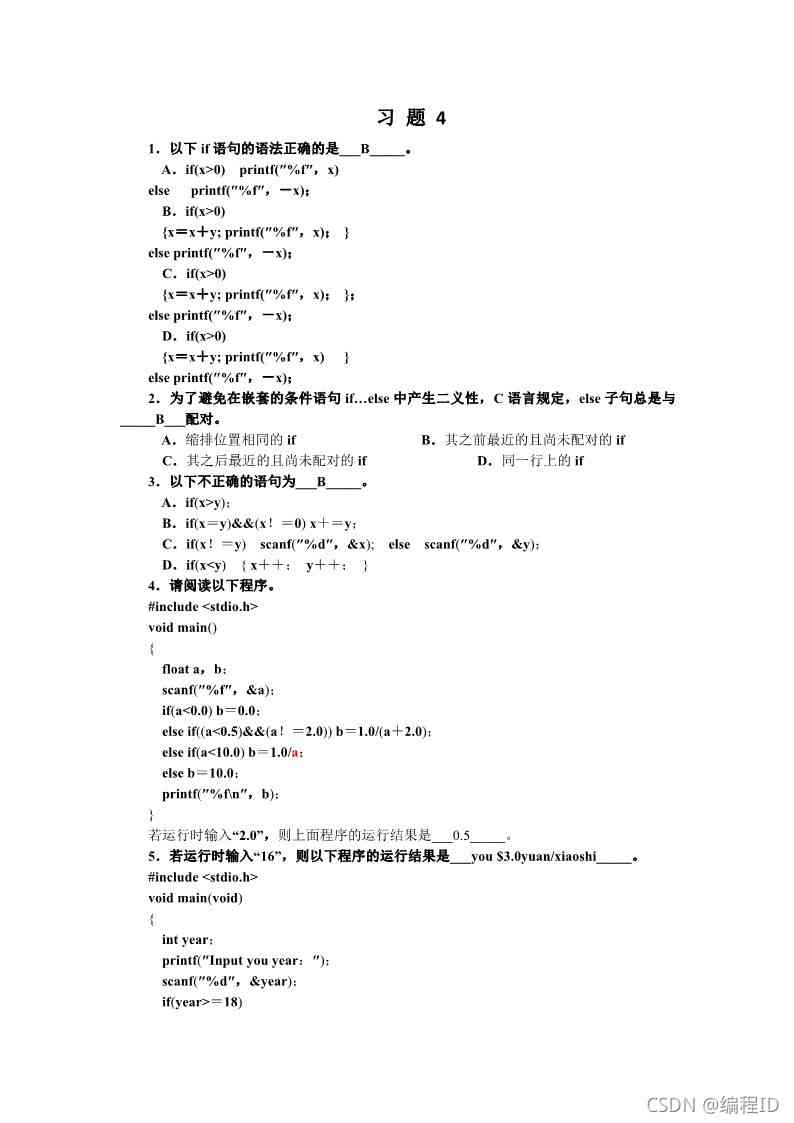 习 题 4
1．以下 if 语句的语法正确的是___B_____。
A．if(x>0) printf("%f"，x)
else printf("%f"，－x)；
B．if(x>0)
{x＝x＋y; printf("%f"，x)； }
else printf("%f"，－x)；
C．if(x>0)
{x＝x＋y; printf("%f"，x)； }；
else printf("%f"，－x)；
D．if(x>0)
{x＝x＋y; printf("%f"，x) }
else printf("%f"，－x)；
2．为了避免在嵌套的条件语句 if…else 中产生二义性，C 语言规定，else 子句总是与
_____B___配对。
A．缩排位置相同的 if B．其之前最近的且尚未配对的 if
C．其之后最近的且尚未配对的 if D．同一行上的 if
3．以下不正确的语句为___B_____。
A．if(x>y)；
B．if(x＝y)&&(x！＝0) x＋＝y；
C．if(x！＝y) scanf("%d"，&x); else scanf("%d"，&y)；
D．if(x<y) { x＋＋； y＋＋； }
4．请阅读以下程序。
#include <stdio.h>
void main()
{
float a，b；
scanf("%f"，&a)；
if(a<0.0) b＝0.0；
else if((a<0.5)&&(a！＝2.0)) b＝1.0/(a＋2.0)；
else if(a<10.0) b＝1.0/a；
else b＝10.0；
printf("%f\n"，b)；
}
若运行时输入“2.0”，则上面程序的运行结果是___0.5_____。
5．若运行时输入“16”，则以下程序的运行结果是___you $3.0yuan/xiaoshi_____。
#include <stdio.h>
void main(void)
{
int year；
printf("Input you year：")；
scanf("%d"，&year)；
if(year>＝18)
CSDN @编程ID